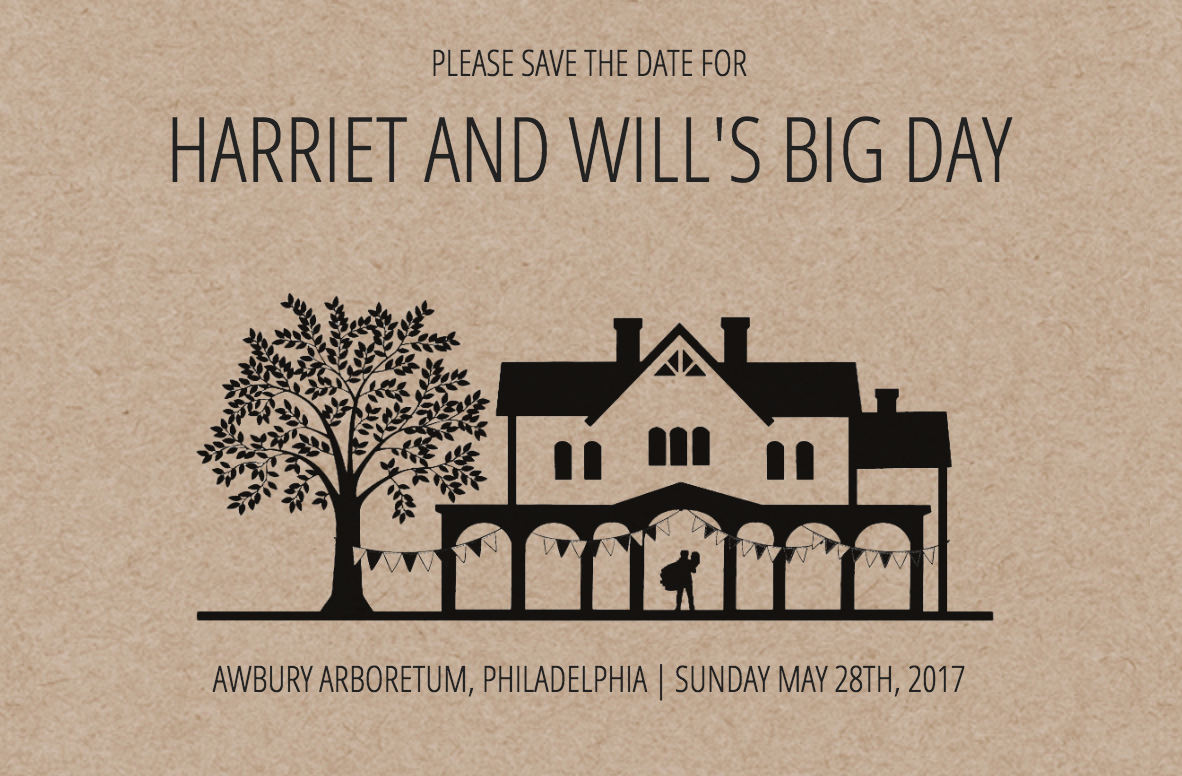 PLEASE SAVE THE DATE FOR
HARRIET AND WILL'S BIG DAY
AWBURY ARBORETUM, PHILADELPHIA | SUNDAY MAY 28TH, 2017